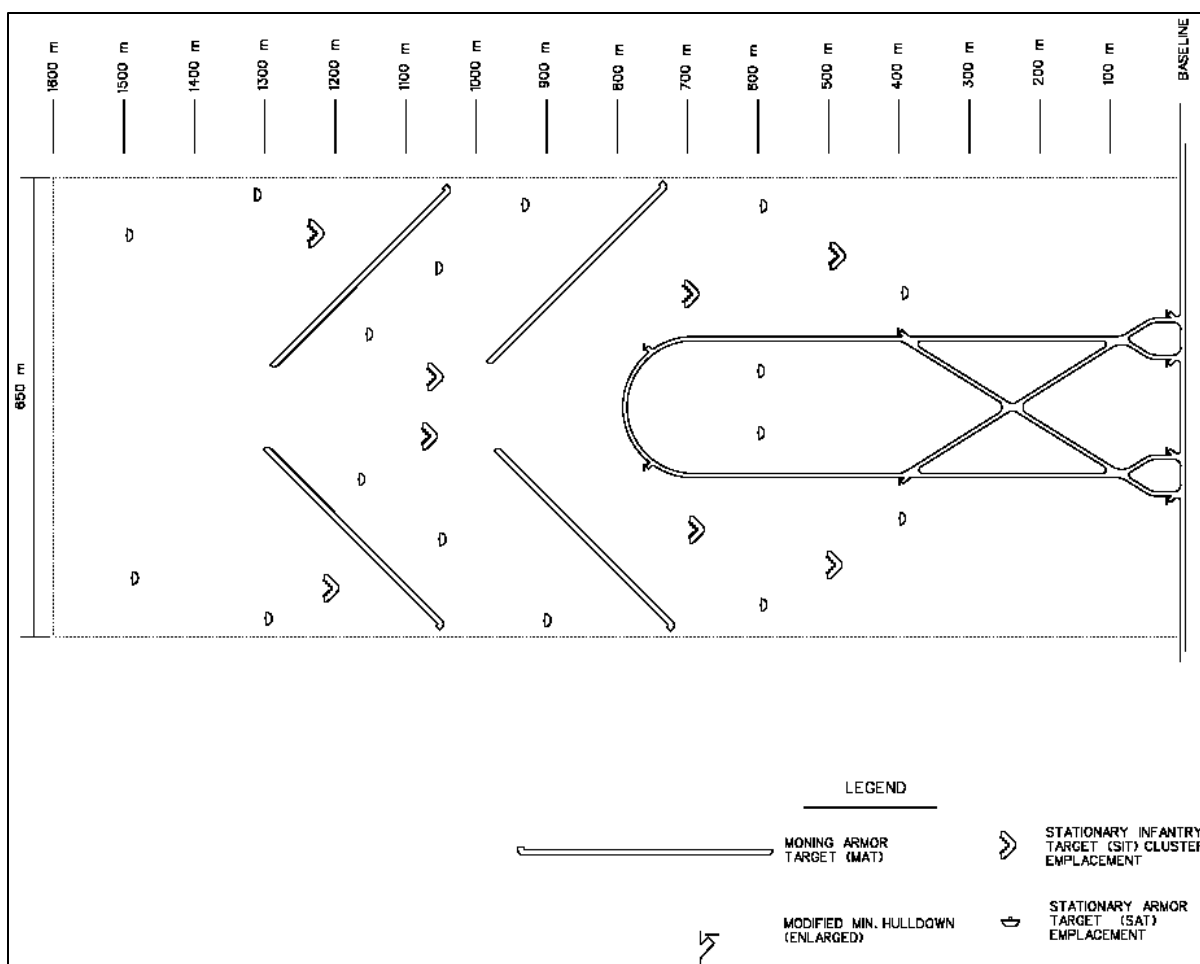 1600 m
1500 m
1400 m
1300 m
1200 m
1100 m
1000 m
900 m
800 m
700 m
600 m
500 m
400 m
300 m
200 m
100 m
BASELINE
650 m
LEGEND
MONING ARMOR
TARGET (MAT)
STATIONARY INFANTRY
TARGET (SIT) CLUSTER
EMPLACEMENT
MODIFIED MIN. HULLDOWN
(ENLARGED)
STATIONARY ARMOR
TARGET (SAT)
EMPLACEMENT